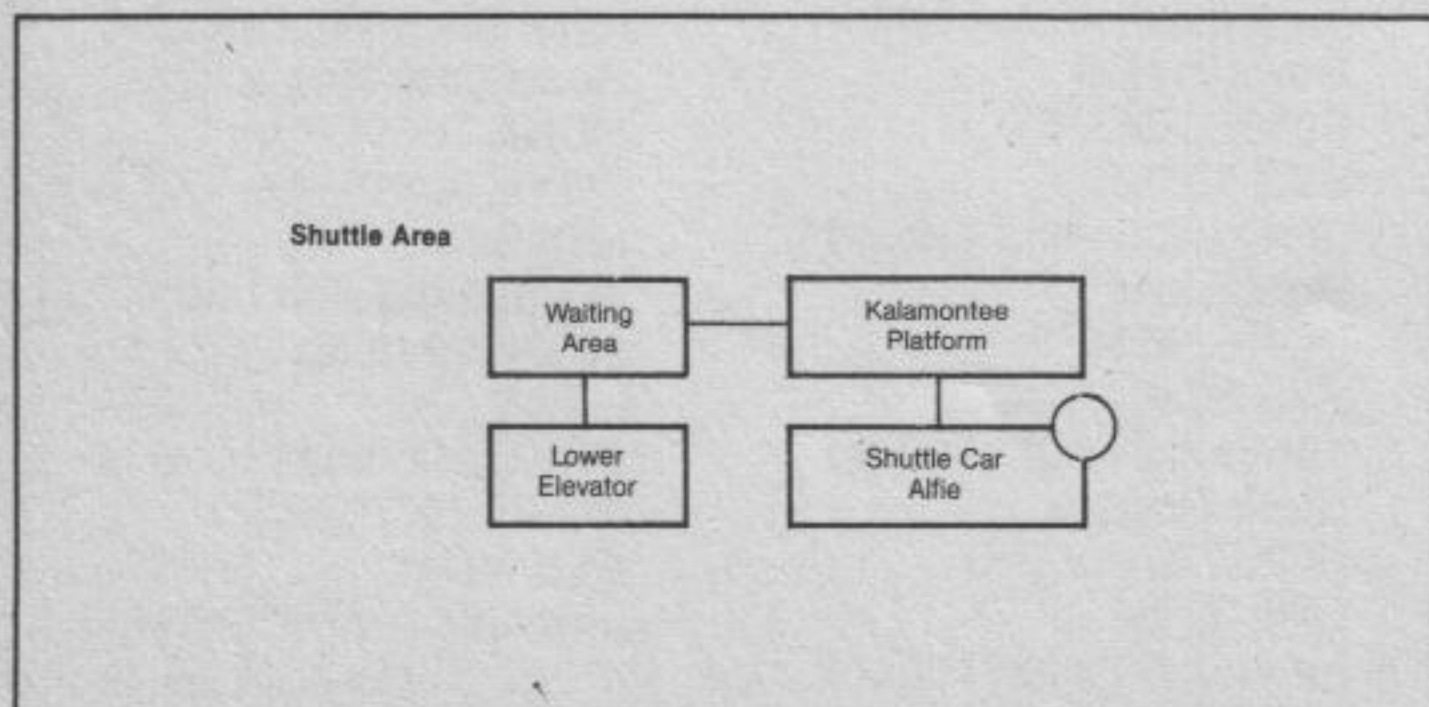 Shuttle Area
Waiting
Area
Kalamontee
Platform
Lower
Elevator
Shuttle Car
Alfie